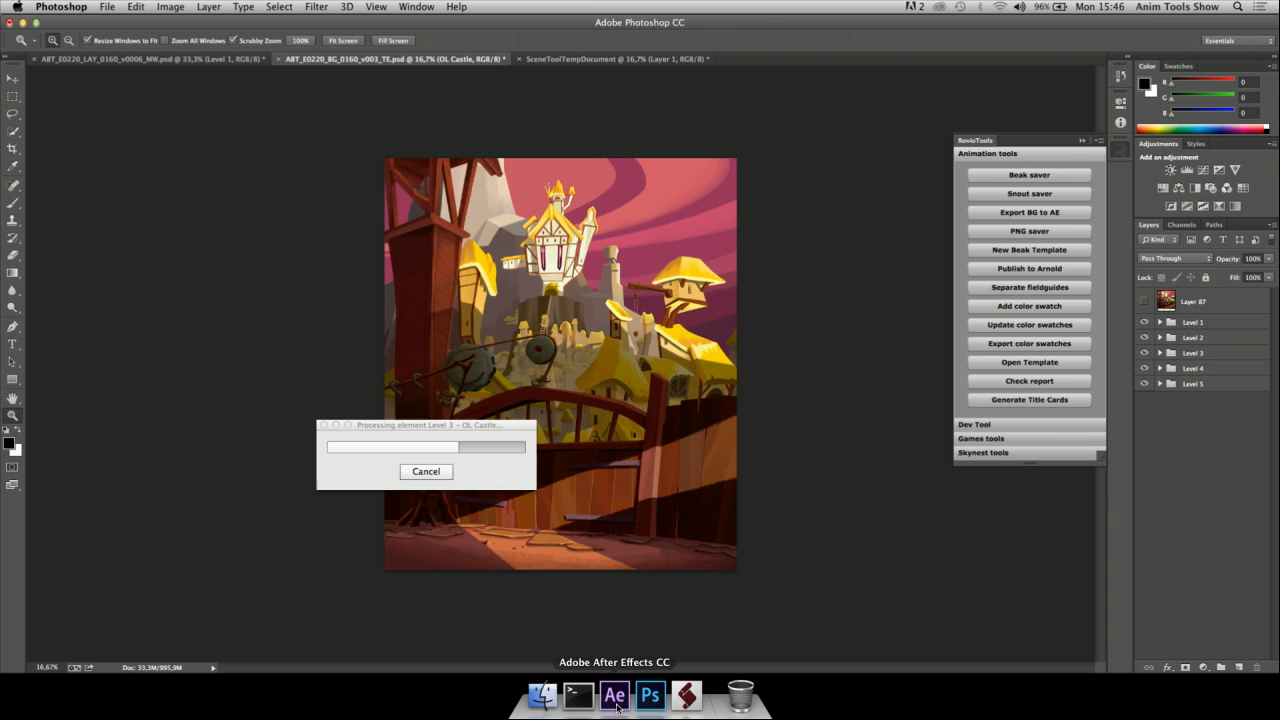 Photoshop File Edit Image Layer Type Select Filter 3D View Window Help
2 96% Mon 15:46 Anim Tools Show
Adobe Photoshop CC
Resize Windows to Fit Zoom All Windows Scrubby Zoom 100% Fit Screen Fill Screen Essentials
ABT_E0220_LAY_0160_v0006_MW.psd @ 33,3% (Level 1, RGB/8) * ABT_E0220_BG_0160_v003_TE.psd @ 16,7% (OL Castle, RGB/8) * SceneToolTempDocument @ 16,7% (Layer 1, RGB/8) *
Color Swatches
R 0
G 0
B 0
Adjustments Styles
Add an adjustment
Layers Channels Paths
Kind
Pass Through Opacity: 100%
Lock: Fill: 100%
Layer 87
Level 1
Level 2
Level 3
Level 4
Level 5
RovioTools
Animation tools
Beak saver
Snout saver
Export BG to AE
PNG saver
New Beak Template
Publish to Arnold
Separate fieldguides
Add color swatch
Update color swatches
Export color swatches
Open Template
Check report
Generate Title Cards
Dev Tool
Games tools
Skynest tools
Processing element Level 3 - OL Castle...
Cancel
16,67% Doc: 33,3M/995,9M
Adobe After Effects CC
Ae Ps